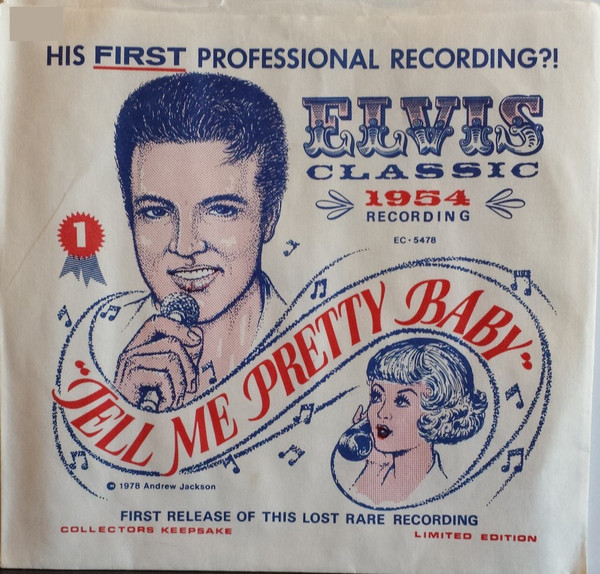 HIS FIRST PROFESSIONAL RECORDING?!
ELVIS
CLASSIC
1954
RECORDING
EC-5478
1
"TELL ME PRETTY BABY"
© 1978 Andrew Jackson
FIRST RELEASE OF THIS LOST RARE RECORDING
COLLECTORS KEEPSAKE
LIMITED EDITION